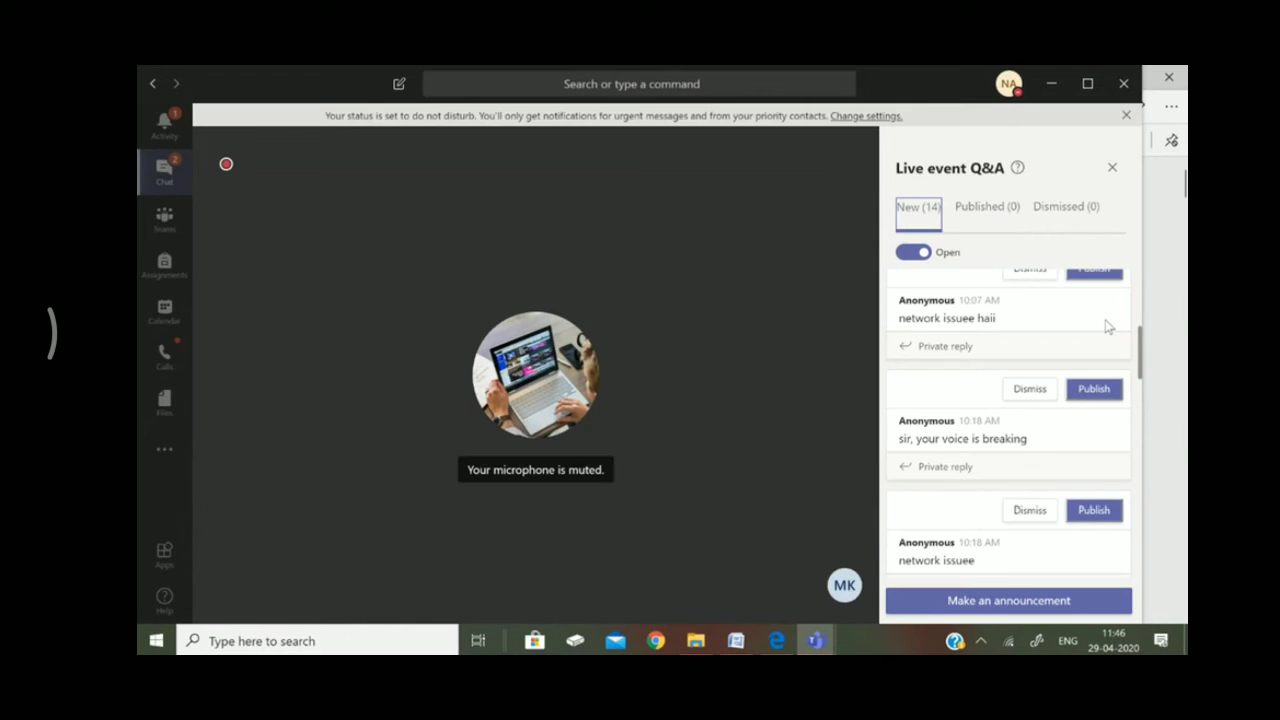 Search or type a command
NA
Your status is set to do not disturb. You'll only get notifications for urgent messages and from your priority contacts. Change settings.
1
Activity
2
Chat
Teams
Assignments
Calendar
Calls
Files
Apps
Help
Your microphone is muted.
MK
Live event Q&A
New (14) Published (0) Dismissed (0)
Open
Dismiss Publish
Anonymous 10:07 AM
network issuee haii
Private reply
Dismiss Publish
Anonymous 10:18 AM
sir, your voice is breaking
Private reply
Dismiss Publish
Anonymous 10:18 AM
network issuee
Make an announcement
Type here to search
ENG
11:46
29-04-2020